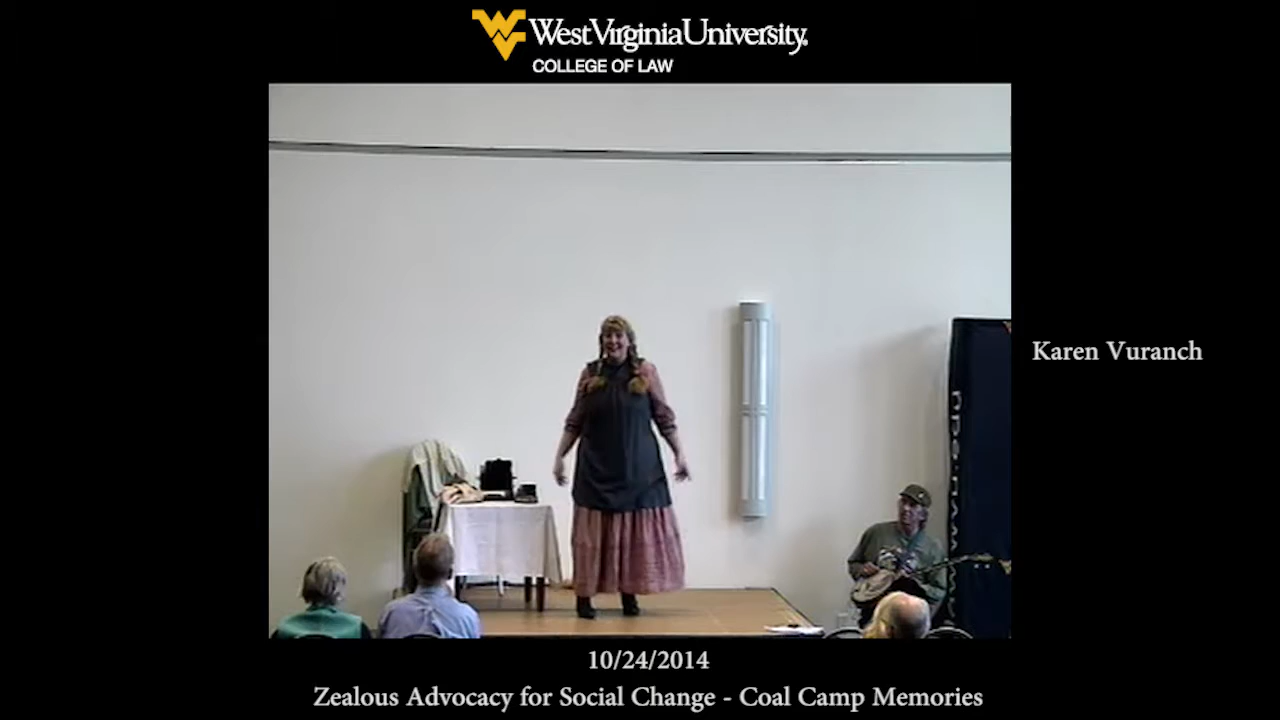 WestVirginiaUniversity.
COLLEGE OF LAW
Karen Vuranch
10/24/2014
Zealous Advocacy for Social Change - Coal Camp Memories